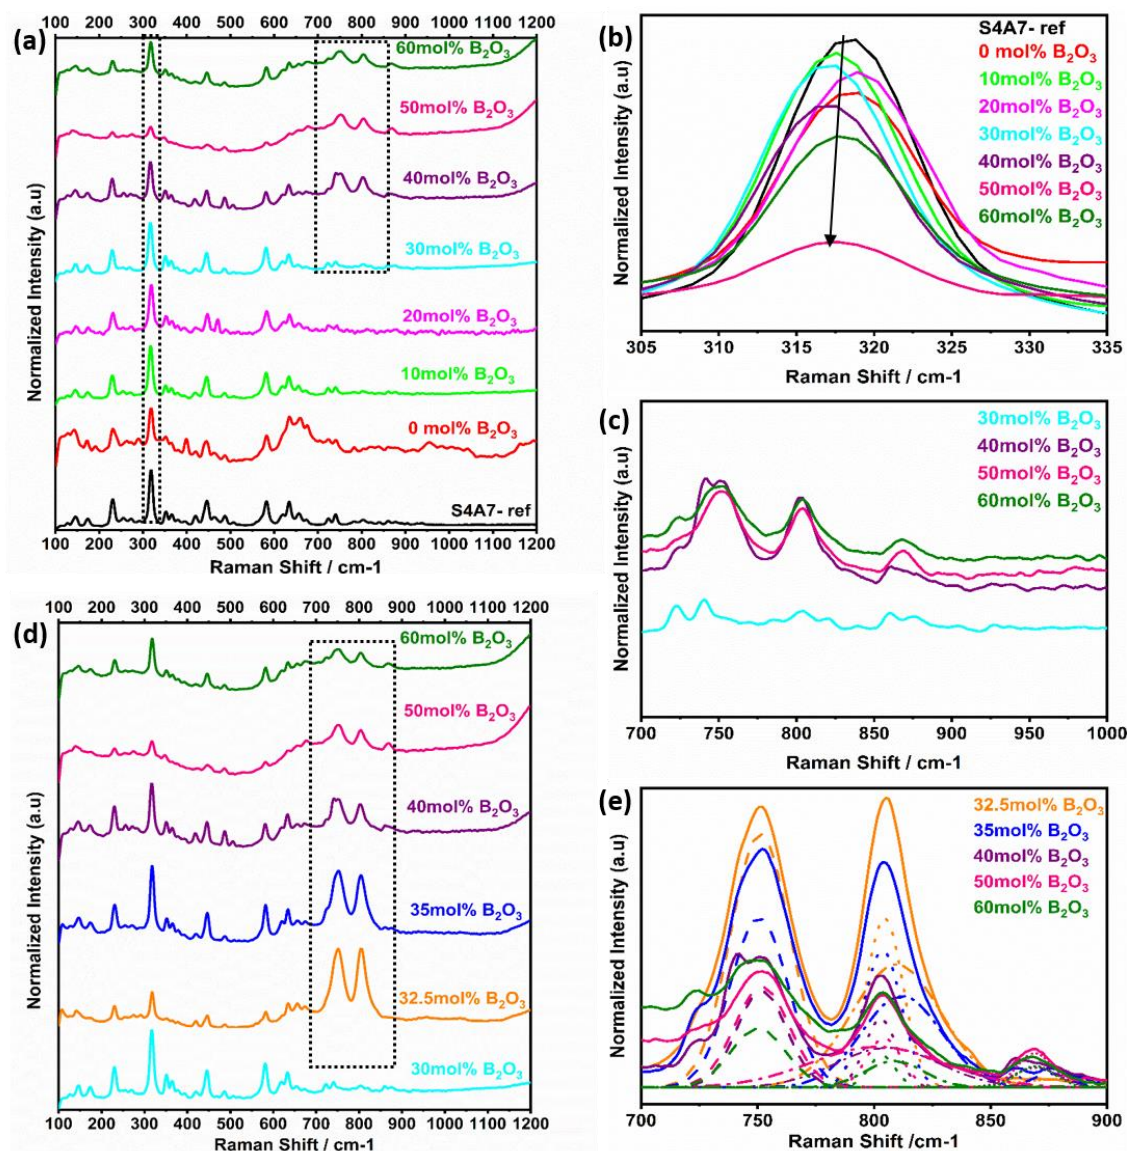 (a)
100 200 300 400 500 600 700 800 900 1000 1100 1200
60mol% B₂O₃
50mol% B₂O₃
40mol% B₂O₃
30mol% B₂O₃
20mol% B₂O₃
10mol% B₂O₃
0 mol% B₂O₃
S4A7- ref
Normalized Intensity (a.u)
100 200 300 400 500 600 700 800 900 1000 1100 1200
Raman Shift / cm-1
(b)
S4A7- ref
0 mol% B₂O₃
10mol% B₂O₃
20mol% B₂O₃
30mol% B₂O₃
40mol% B₂O₃
50mol% B₂O₃
60mol% B₂O₃
Normalized Intensity (a.u)
305 310 315 320 325 330 335
Raman Shift / cm-1
(c)
30mol% B₂O₃
40mol% B₂O₃
50mol% B₂O₃
60mol% B₂O₃
Normalized Intensity (a.u)
700 750 800 850 900 950 1000
Raman Shift / cm-1
(d)
100 200 300 400 500 600 700 800 900 1000 1100 1200
60mol% B₂O₃
50mol% B₂O₃
40mol% B₂O₃
35mol% B₂O₃
32.5mol% B₂O₃
30mol% B₂O₃
Normalized Intensity (a.u)
100 200 300 400 500 600 700 800 900 1000 1100 1200
Raman Shift / cm-1
(e)
32.5mol% B₂O₃
35mol% B₂O₃
40mol% B₂O₃
50mol% B₂O₃
60mol% B₂O₃
Normalized Intensity (a.u)
700 750 800 850 900
Raman Shift /cm-1